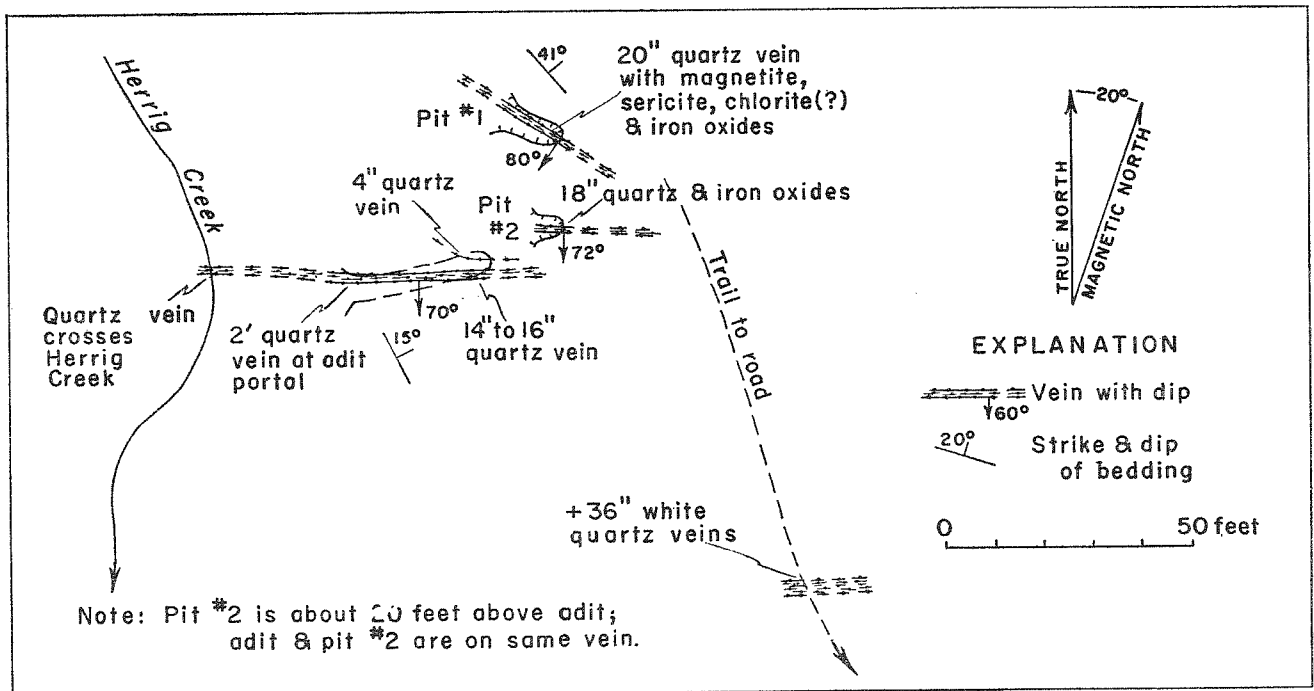 Herrig
Creek
41°
20" quartz vein
with magnetite,
sericite, chlorite(?)
& iron oxides
Pit #1
80°
4" quartz
vein
Pit
#2
18" quartz & iron oxides
72°
Quartz vein
crosses
Herrig
Creek
2' quartz
vein at adit
portal
70°
15°
14" to 16"
quartz vein
Trail to road
+36" white
quartz veins
Note: Pit #2 is about 20 feet above adit;
adit & pit #2 are on same vein.
20°
TRUE NORTH
MAGNETIC NORTH
EXPLANATION
Vein with dip
60°
20°
Strike & dip
of bedding
0
50 feet